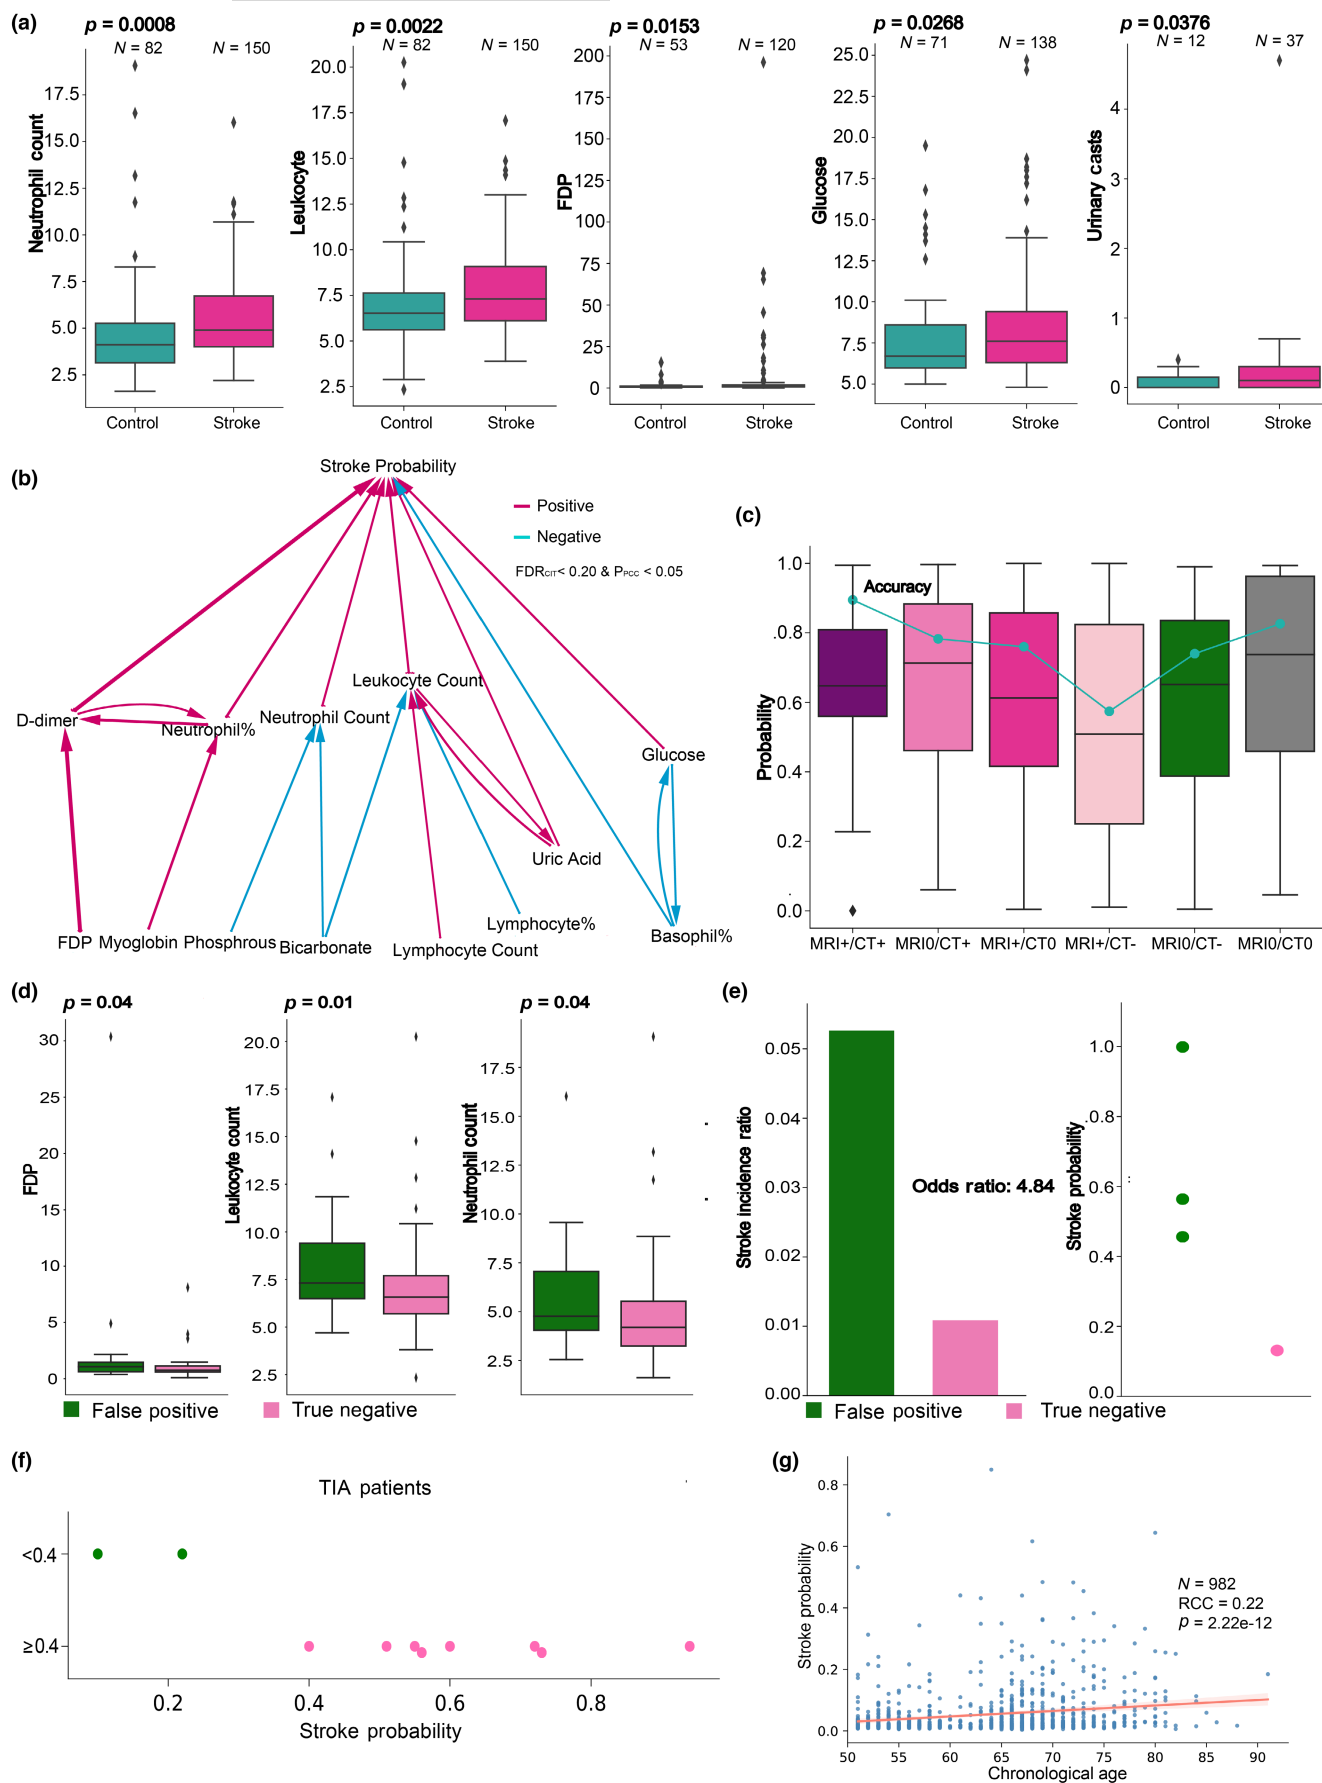 (a)
p = 0.0008
N = 82
N = 150
Neutrophil count
17.5
15.0
12.5
10.0
7.5
5.0
2.5
Control
Stroke
p = 0.0022
N = 82
N = 150
Leukocyte
20.0
17.5
15.0
12.5
10.0
7.5
5.0
2.5
Control
Stroke
p = 0.0153
N = 53
N = 120
FDP
200
175
150
125
100
75
50
25
0
Control
Stroke
p = 0.0268
N = 71
N = 138
Glucose
25.0
22.5
20.0
17.5
15.0
12.5
10.0
7.5
5.0
Control
Stroke
p = 0.0376
N = 12
N = 37
Urinary casts
4
3
2
1
0
Control
Stroke
(b)
Stroke Probability
Positive
Negative
FDRCIT< 0.20 & PPCC < 0.05
Leukocyte Count
D-dimer
Neutrophil%
Neutrophil Count
Glucose
Uric Acid
Lymphocyte%
FDP
Myoglobin
Phosphrous
Bicarbonate
Lymphocyte Count
Basophil%
(c)
Accuracy
Probability
1.0
0.8
0.6
0.4
0.2
0.0
MRI+/CT+
MRI0/CT+
MRI+/CT0
MRI+/CT-
MRI0/CT-
MRI0/CT0
(d)
p = 0.04
FDP
30
25
20
15
10
5
0
p = 0.01
Leukocyte count
20.0
17.5
15.0
12.5
10.0
7.5
5.0
2.5
p = 0.04
Neutrophil count
17.5
15.0
12.5
10.0
7.5
5.0
2.5
False positive
True negative
(e)
Stroke incidence ratio
0.05
0.04
0.03
0.02
0.01
0.00
Odds ratio: 4.84
Stroke probability
1.0
0.8
0.6
0.4
0.2
0.0
False positive
True negative
(f)
TIA patients
<0.4
≥0.4
0.2
0.4
0.6
0.8
Stroke probability
(g)
Stroke probability
0.8
0.6
0.4
0.2
0.0
N = 982
RCC = 0.22
p = 2.22e-12
50
55
60
65
70
75
80
85
90
Chronological age